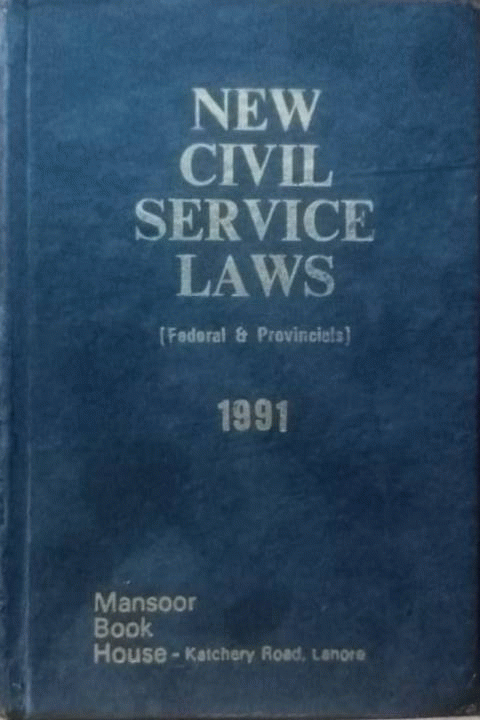 NEW
CIVIL
SERVICE
LAWS
[Federal & Provincials]
1991
Mansoor
Book
House - Katchery Road, Lahore